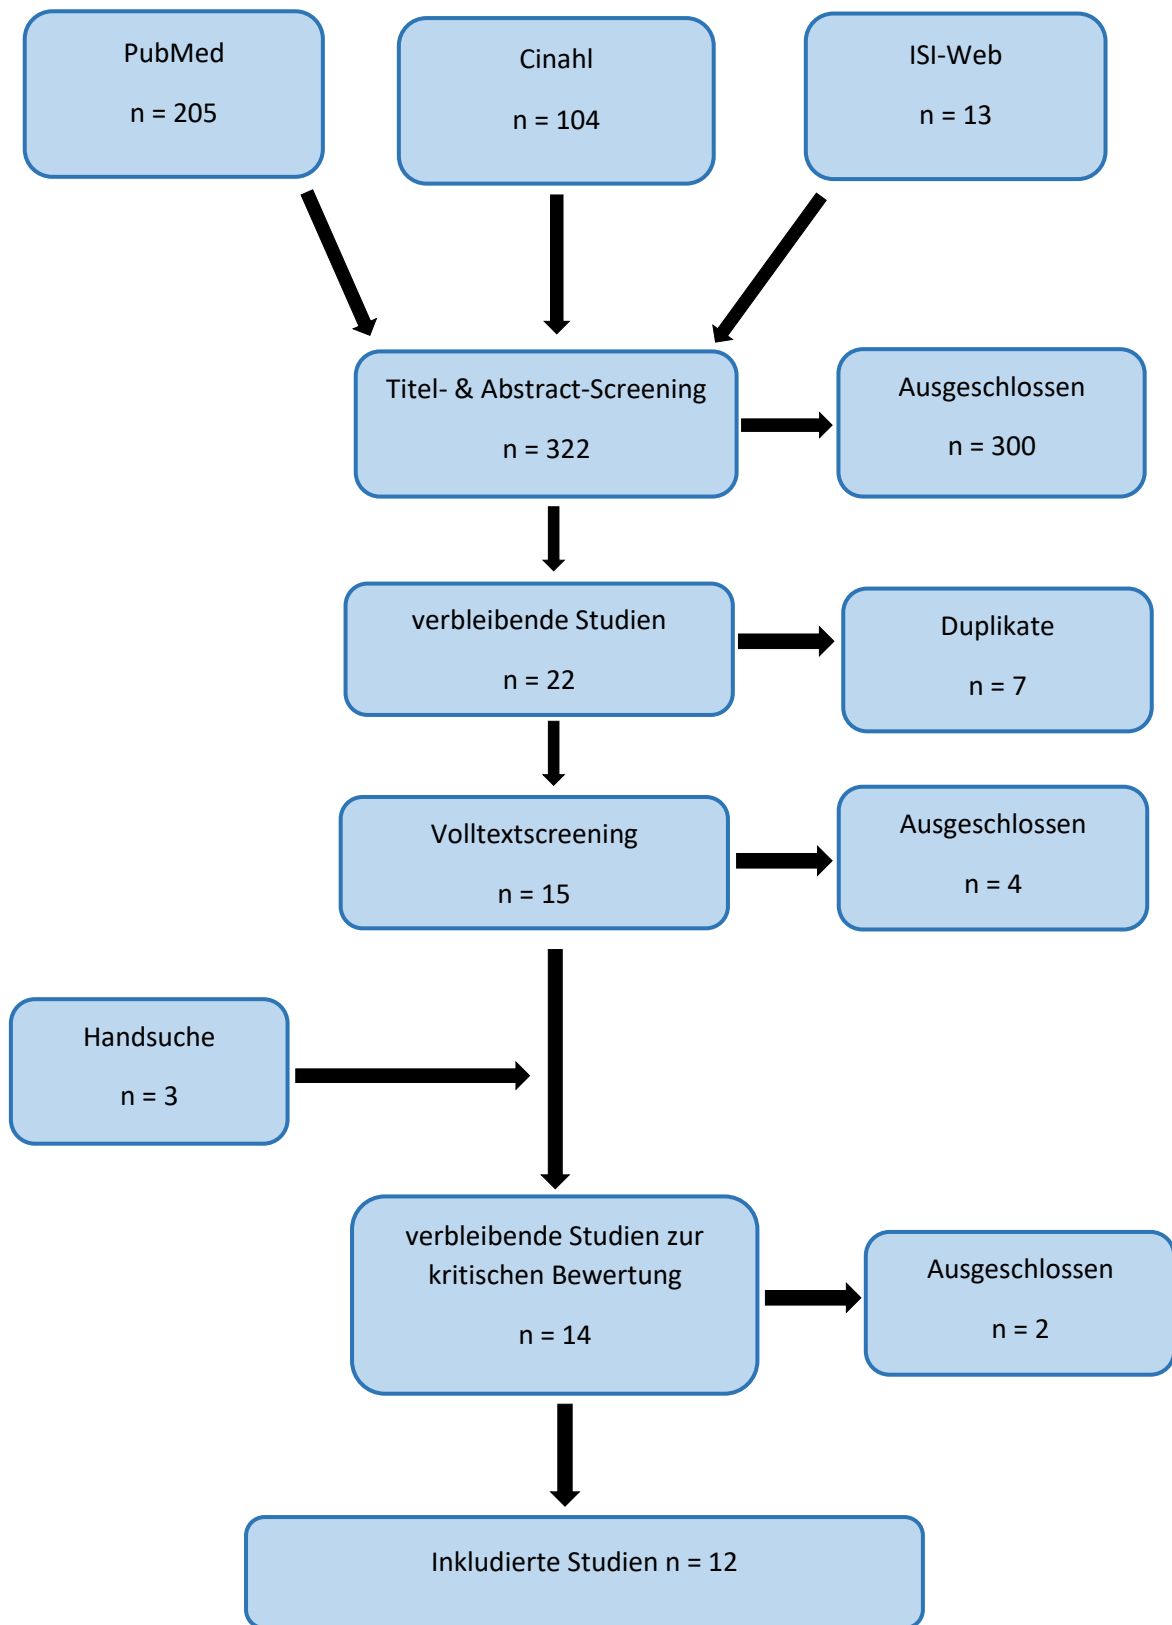 PubMed
n = 205
Cinahl
n = 104
ISI-Web
n = 13
Titel- & Abstract-Screening
n = 322
Ausgeschlossen
n = 300
verbleibende Studien
n = 22
Duplikate
n = 7
Volltextscreening
n = 15
Ausgeschlossen
n = 4
Handsuche
n = 3
verbleibende Studien zur
kritischen Bewertung
n = 14
Ausgeschlossen
n = 2
Inkludierte Studien n = 12